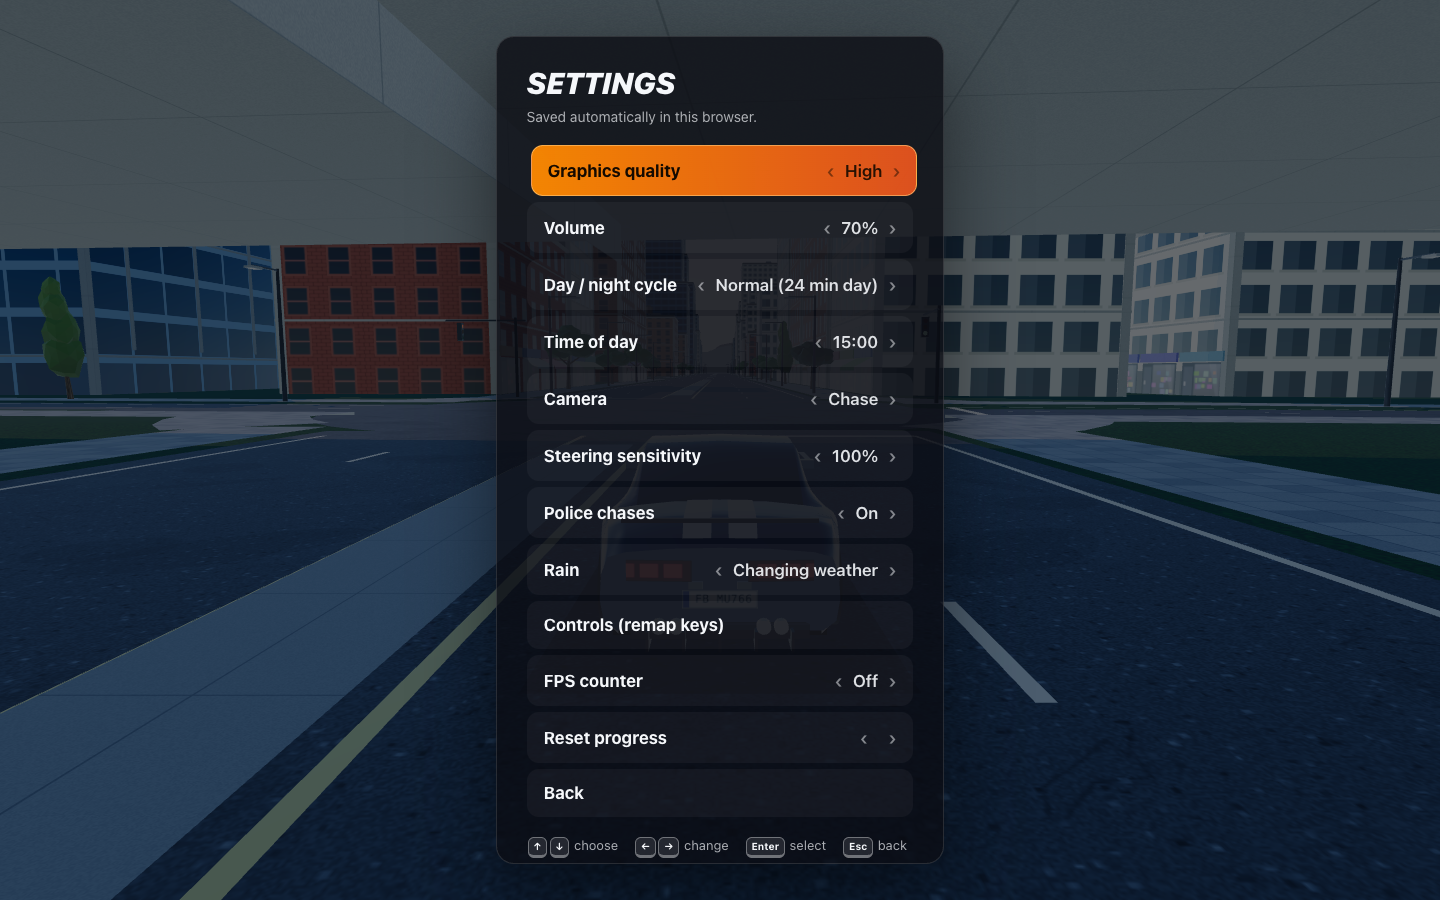 SETTINGS
Saved automatically in this browser.
Graphics quality ‹ High ›
Volume ‹ 70% ›
Day / night cycle ‹ Normal (24 min day) ›
Time of day ‹ 15:00 ›
Camera ‹ Chase ›
Steering sensitivity ‹ 100% ›
Police chases ‹ On ›
Rain ‹ Changing weather ›
Controls (remap keys)
FPS counter ‹ Off ›
Reset progress ‹ ›
Back
↑ ↓ choose ← → change Enter select Esc back